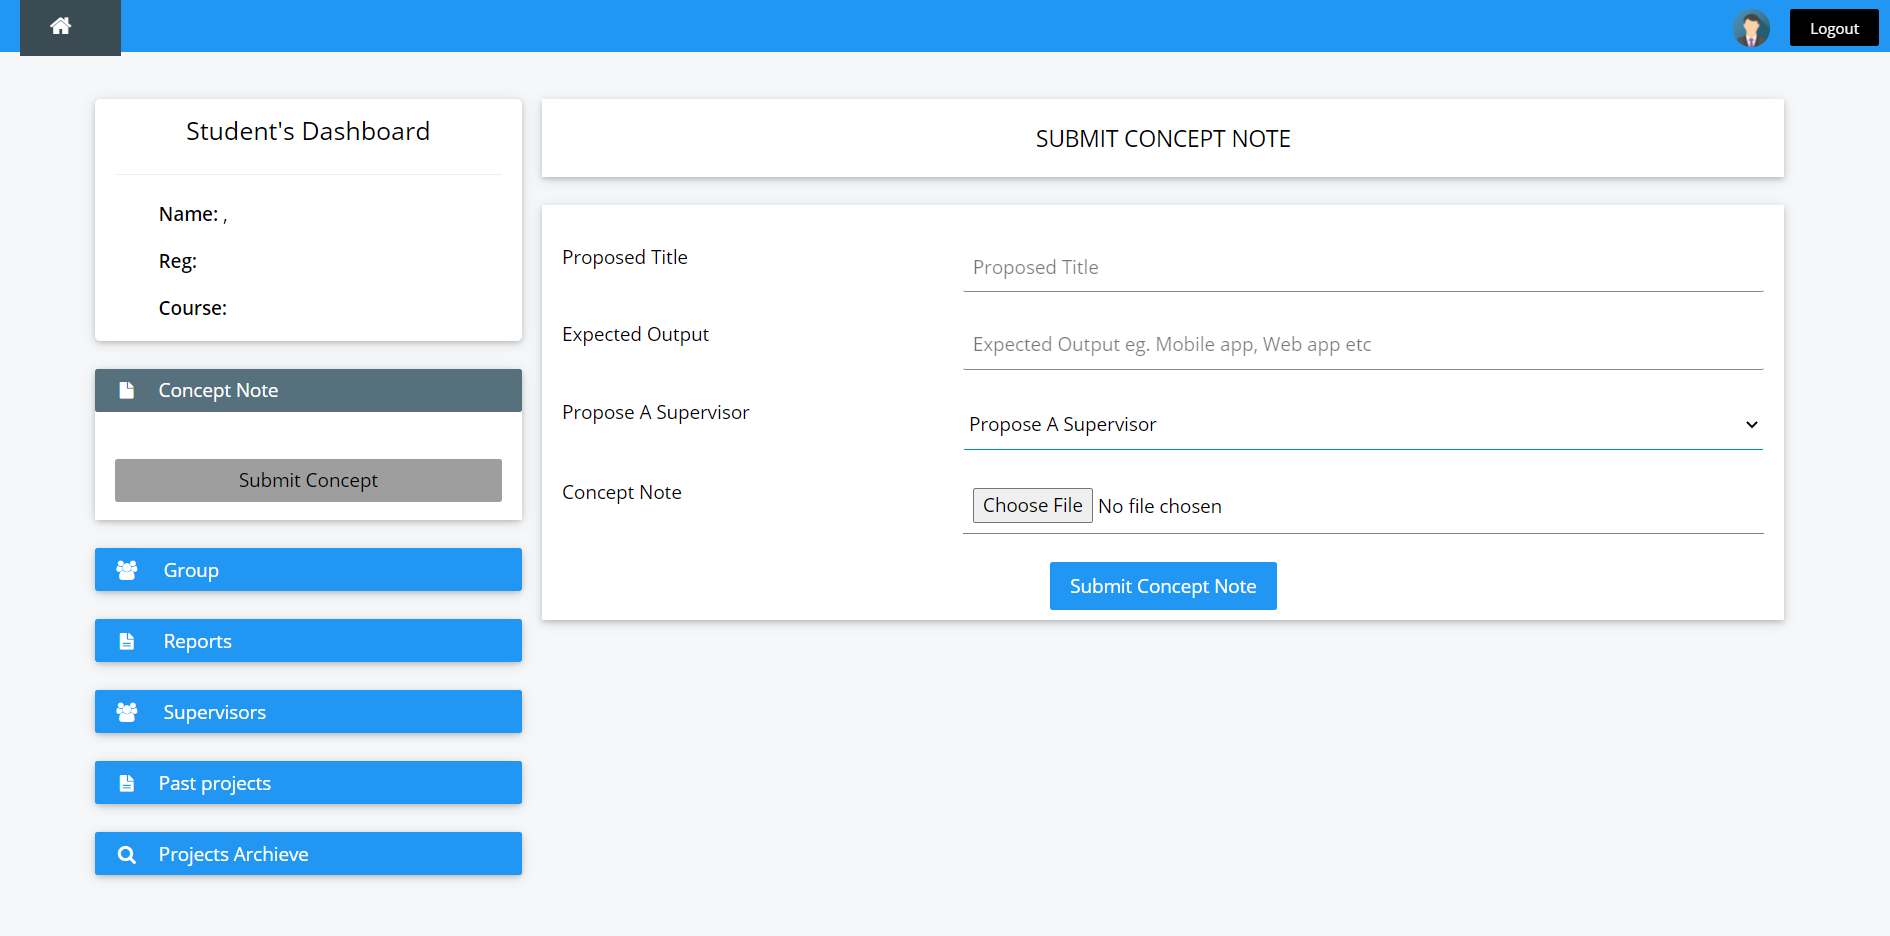 Logout
Student's Dashboard
Name: ,
Reg:
Course:
Concept Note
Submit Concept
Group
Reports
Supervisors
Past projects
Projects Archieve
SUBMIT CONCEPT NOTE
Proposed Title
Proposed Title
Expected Output
Expected Output eg. Mobile app, Web app etc
Propose A Supervisor
Propose A Supervisor
Concept Note
Choose File No file chosen
Submit Concept Note